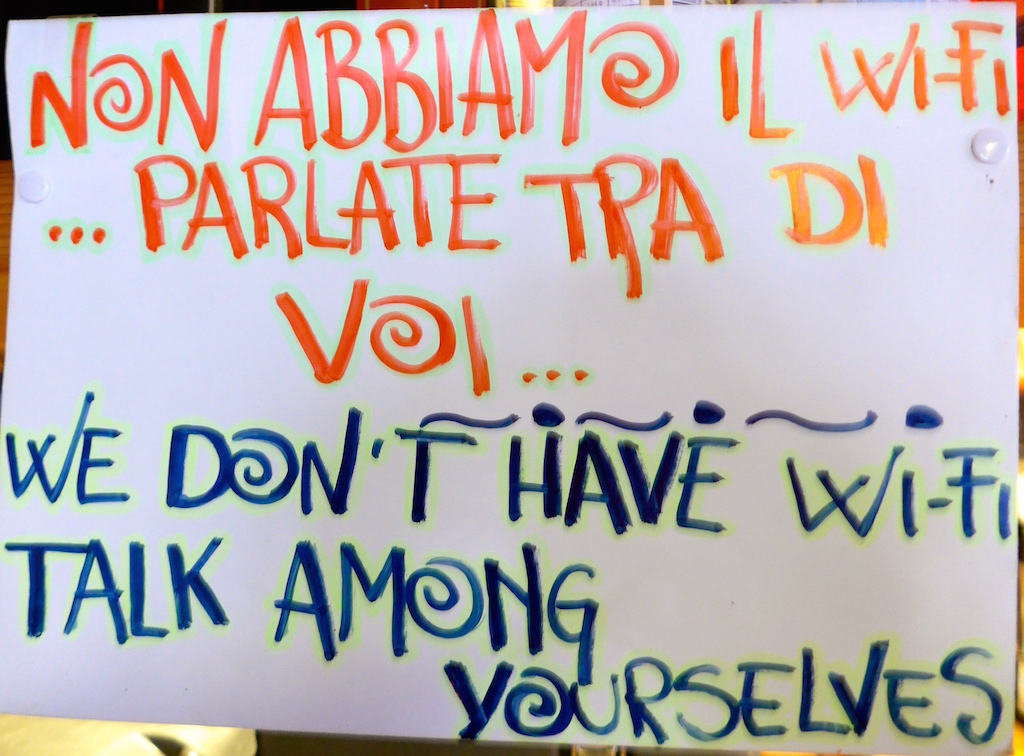 NON ABBIAMO IL WI-FI
... PARLATE TRA DI
VOI ...
WE DON'T HAVE WI-FI
TALK AMONG
YOURSELVES